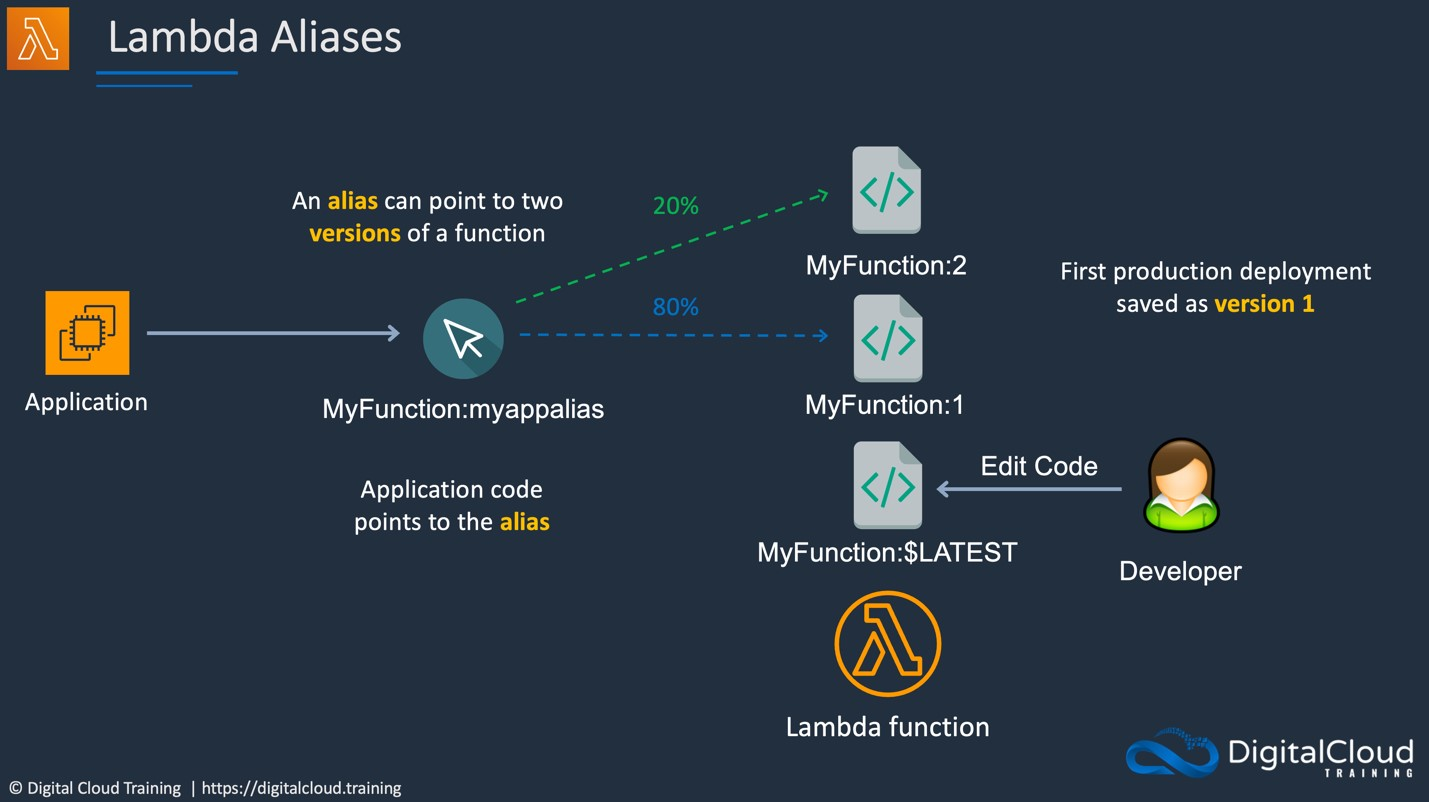 Lambda Aliases
An alias can point to two
versions of a function
20%
80%
MyFunction:2
First production deployment
saved as version 1
Application
MyFunction:myappalias
MyFunction:1
Application code
points to the alias
Edit Code
MyFunction:$LATEST
Developer
Lambda function
DigitalCloud
TRAINING
© Digital Cloud Training | https://digitalcloud.training